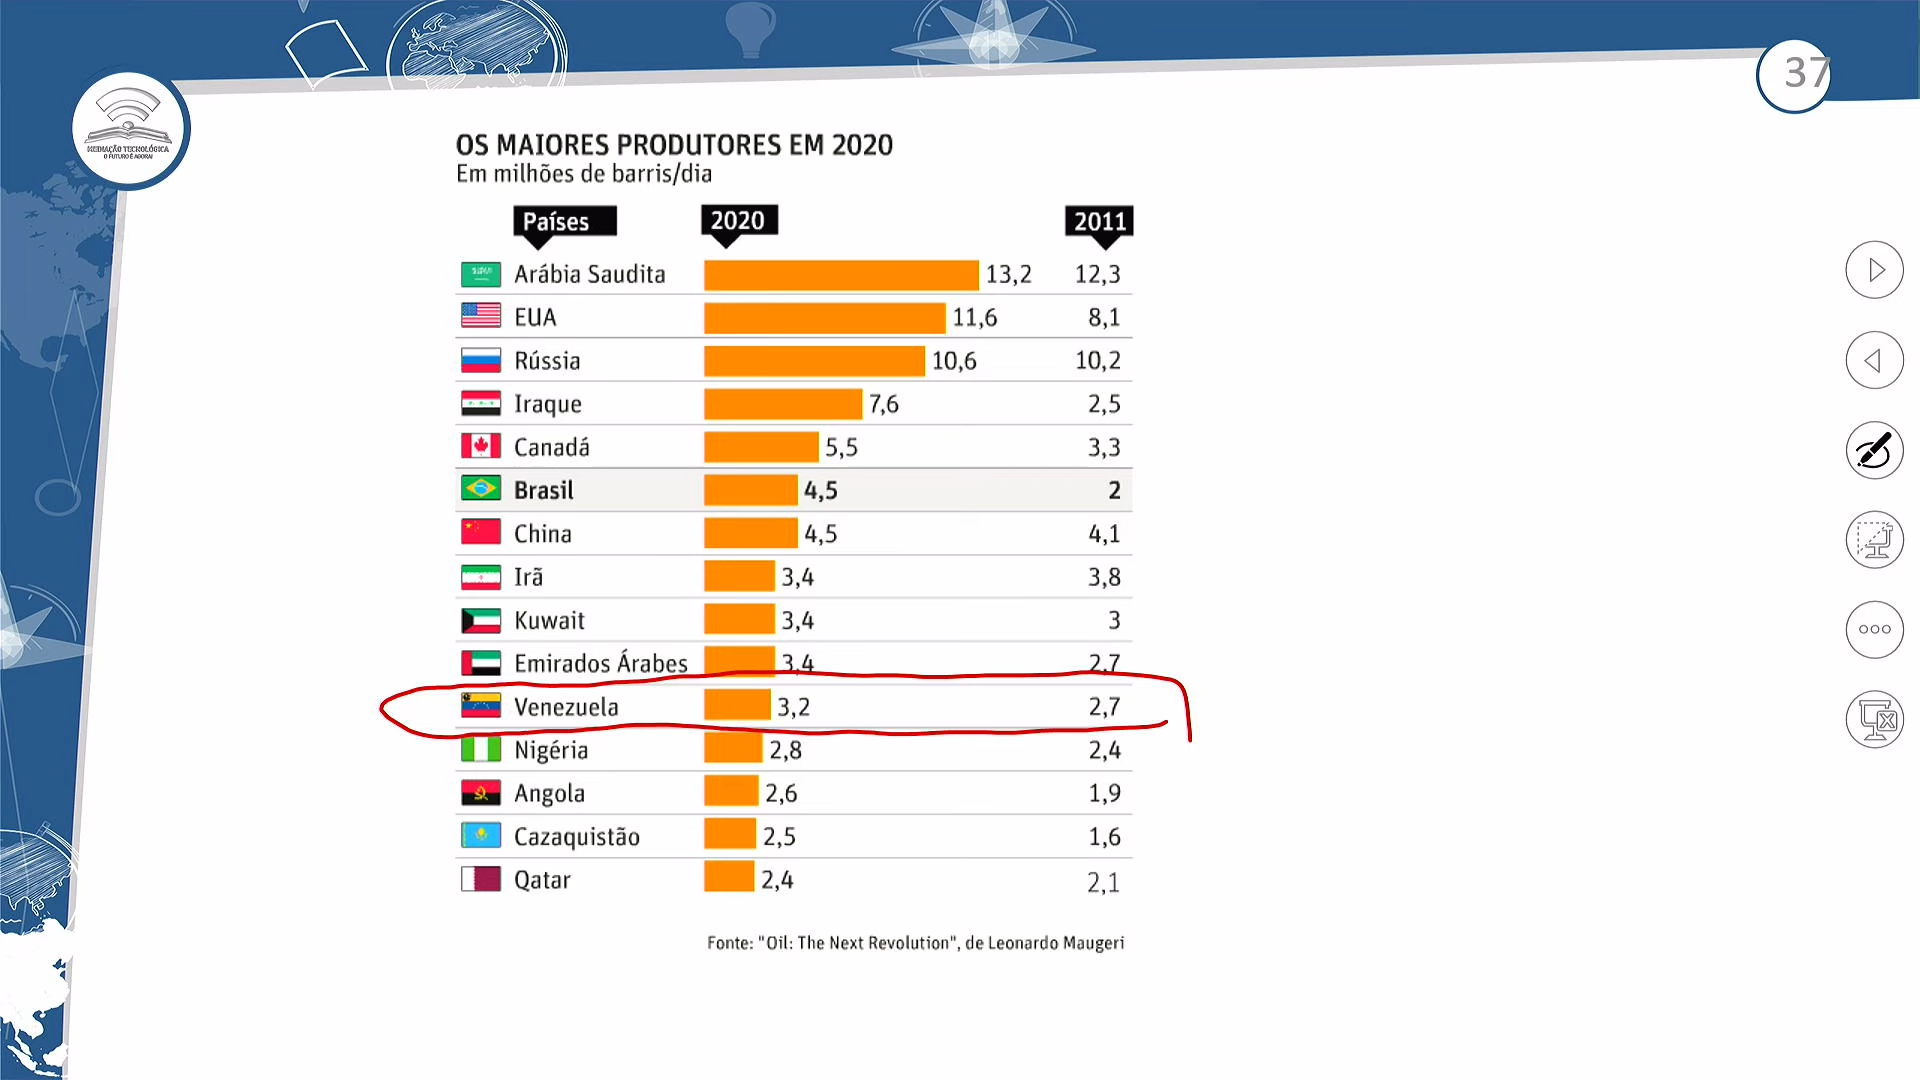 37
MEDIAÇÃO TECNOLÓGICA
O FUTURO É AGORA!
OS MAIORES PRODUTORES EM 2020
Em milhões de barris/dia
Países 2020 2011
Arábia Saudita 13,2 12,3
EUA 11,6 8,1
Rússia 10,6 10,2
Iraque 7,6 2,5
Canadá 5,5 3,3
Brasil 4,5 2
China 4,5 4,1
Irã 3,4 3,8
Kuwait 3,4 3
Emirados Árabes 3,4 2,7
Venezuela 3,2 2,7
Nigéria 2,8 2,4
Angola 2,6 1,9
Cazaquistão 2,5 1,6
Qatar 2,4 2,1
Fonte: "Oil: The Next Revolution", de Leonardo Maugeri